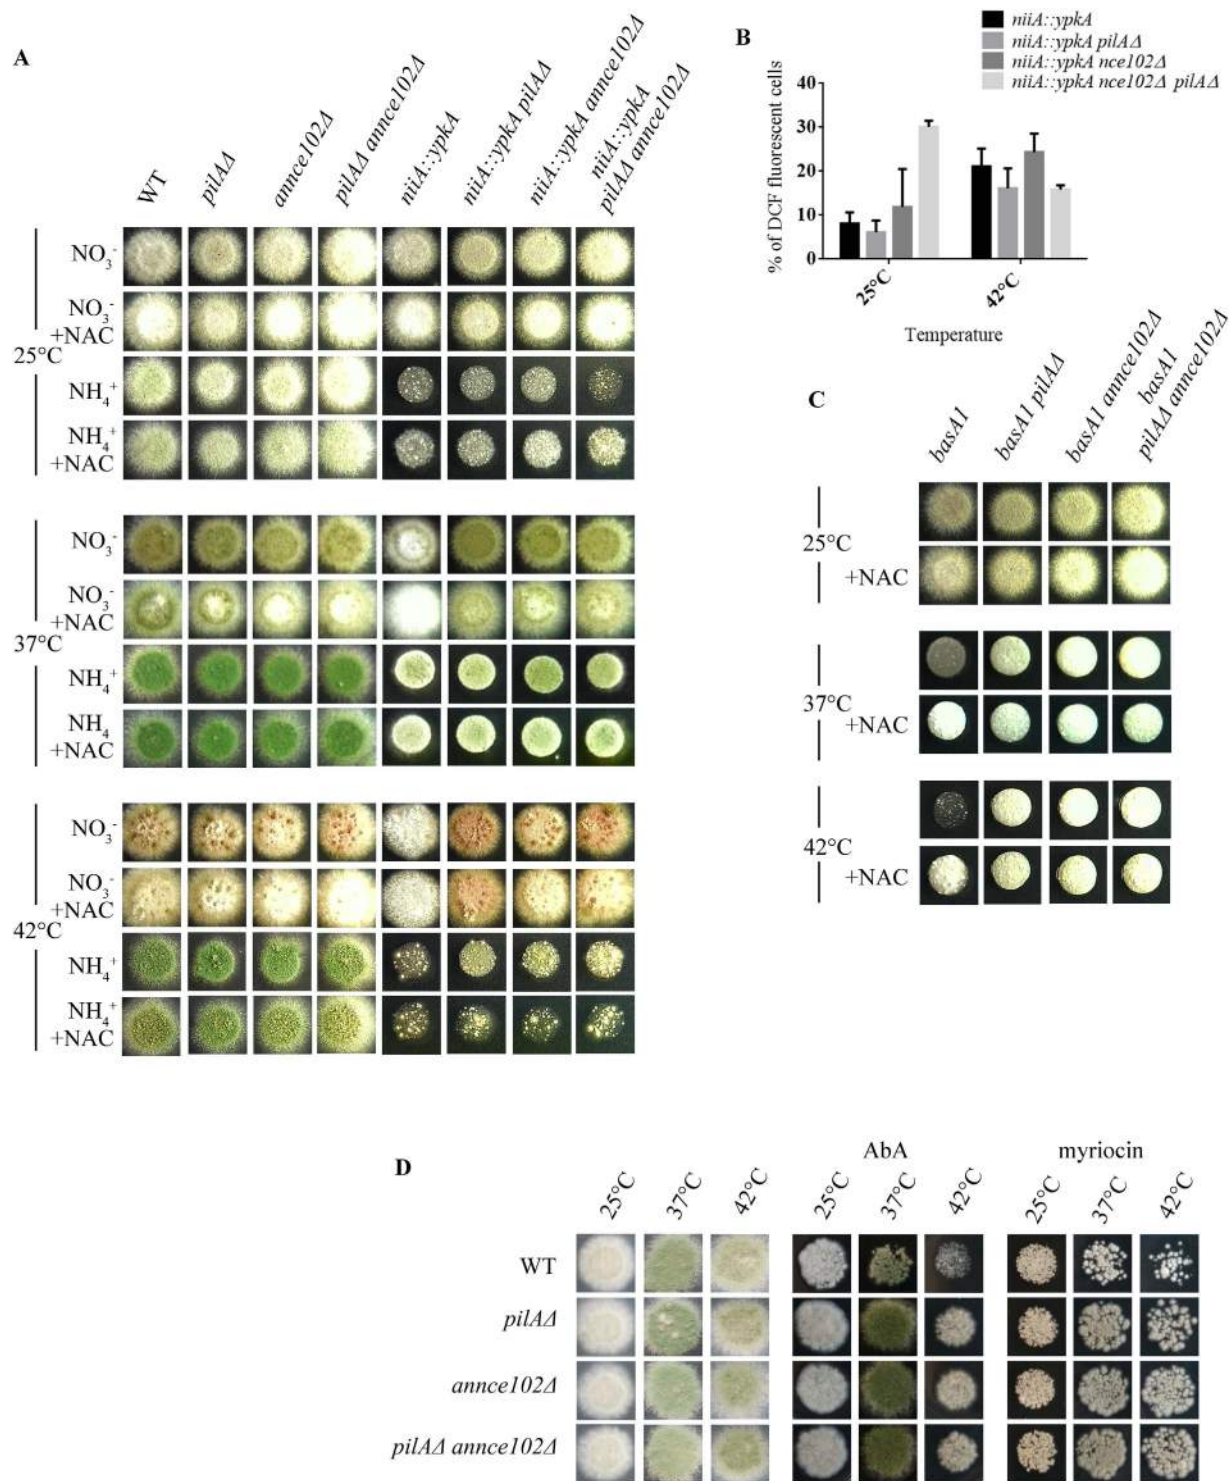 A
WT
pilAΔ
annce102Δ
pilAΔ annce102Δ
niiA::ypkA
niiA::ypkA pilAΔ
niiA::ypkA annce102Δ
niiA::ypkA
pilAΔ annce102Δ
25°C
NO₃⁻
NO₃⁻
+NAC
NH₄⁺
NH₄⁺
+NAC
37°C
NO₃⁻
NO₃⁻
+NAC
NH₄⁺
NH₄
+NAC
42°C
NO₃⁻
NO₃⁻
+NAC
NH₄⁺
NH₄⁺
+NAC
B
niiA::ypkA
niiA::ypkA pilAΔ
niiA::ypkA nce102Δ
niiA::ypkA nce102Δ pilAΔ
% of DCF fluorescent cells
40
30
20
10
0
25°C
42°C
Temperature
C
basA1
basA1 pilAΔ
basA1 annce102Δ
basA1
pilAΔ annce102Δ
25°C
+NAC
37°C
+NAC
42°C
+NAC
D
AbA
myriocin
25°C 37°C 42°C 25°C 37°C 42°C 25°C 37°C 42°C
WT
pilAΔ
annce102Δ
pilAΔ annce102Δ